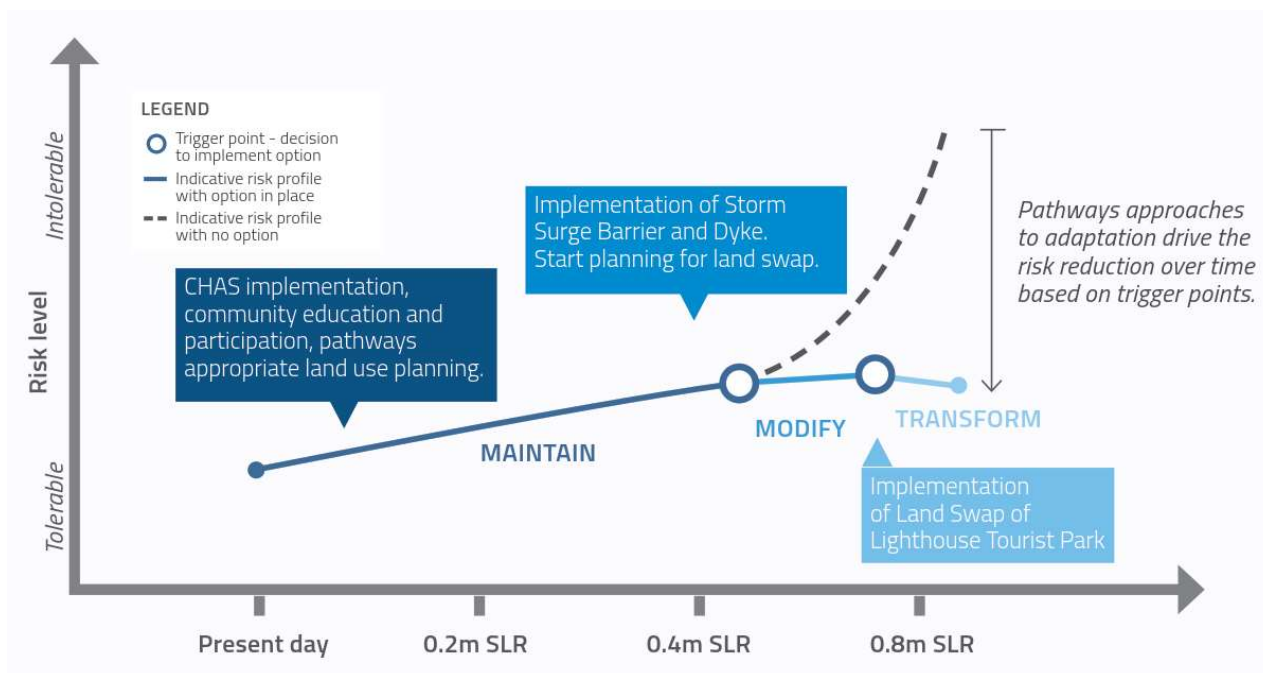 LEGEND
Trigger point - decision
to implement option
Indicative risk profile
with option in place
Indicative risk profile
with no option
Intolerable
Risk level
Tolerable
CHAS implementation,
community education and
participation, pathways
appropriate land use planning.
Implementation of Storm
Surge Barrier and Dyke.
Start planning for land swap.
Pathways approaches
to adaptation drive the
risk reduction over time
based on trigger points.
MAINTAIN
MODIFY
TRANSFORM
Implementation
of Land Swap of
Lighthouse Tourist Park
Present day
0.2m SLR
0.4m SLR
0.8m SLR